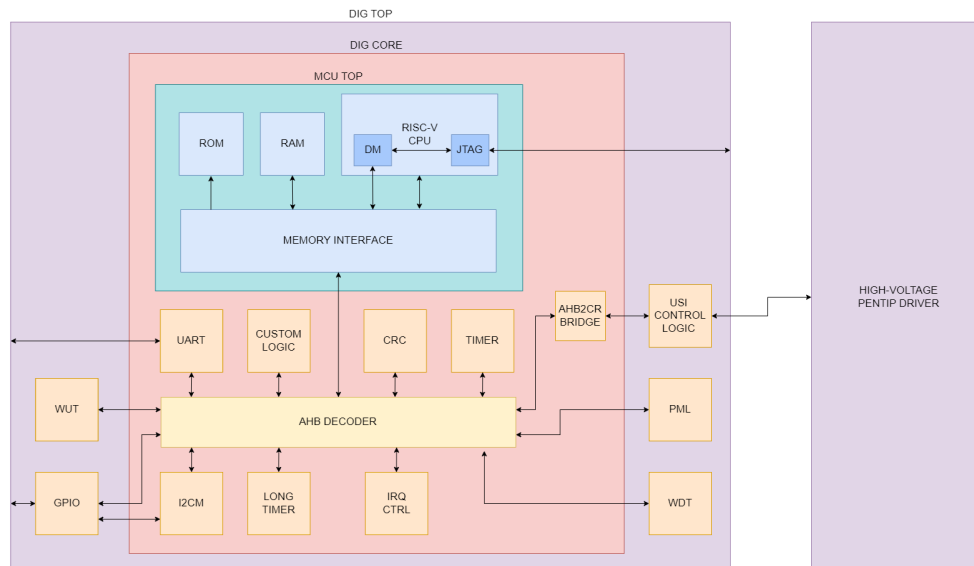 DIG TOP
DIG CORE
MCU TOP
ROM
RAM
RISC-V
CPU
DM
JTAG
MEMORY INTERFACE
HIGH-VOLTAGE
PENTIP DRIVER
AHB2CR
BRIDGE
USI
CONTROL
LOGIC
UART
CUSTOM
LOGIC
CRC
TIMER
WUT
AHB DECODER
PML
GPIO
I2CM
LONG
TIMER
IRQ
CTRL
WDT